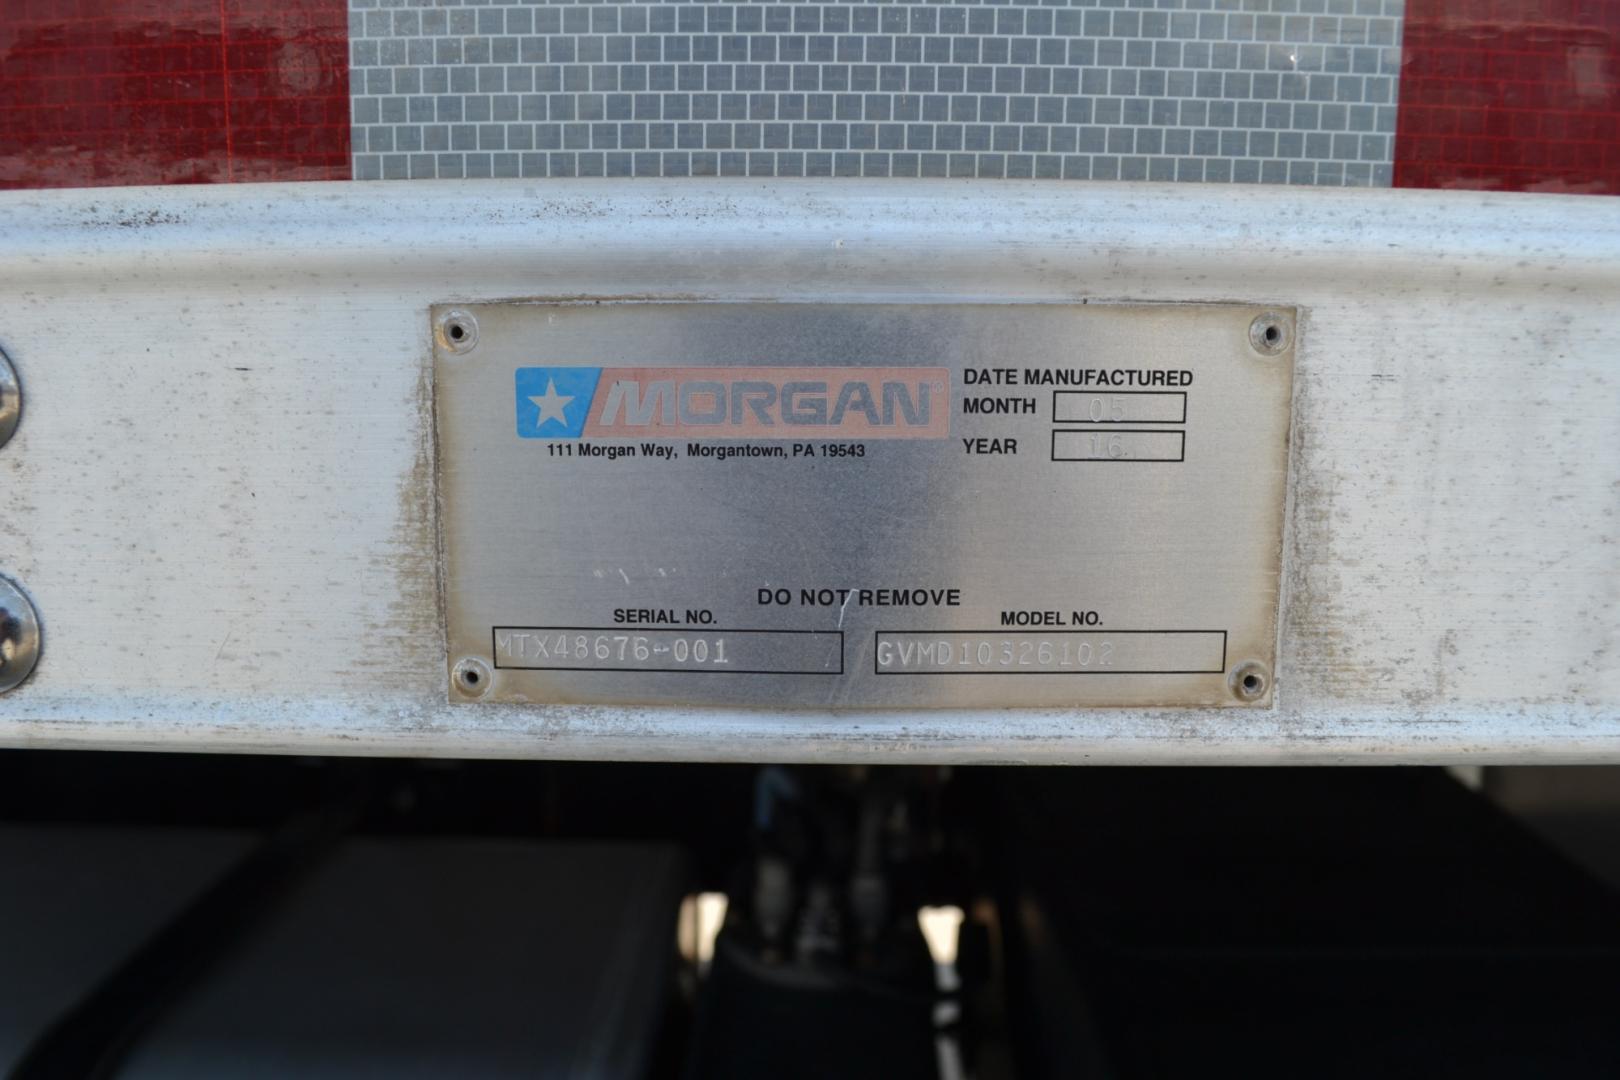 MORGAN®
111 Morgan Way, Morgantown, PA 19543
DATE MANUFACTURED
MONTH 05
YEAR 16
DO NOT REMOVE
SERIAL NO.
MTX48676-001
MODEL NO.
GVMD10326102